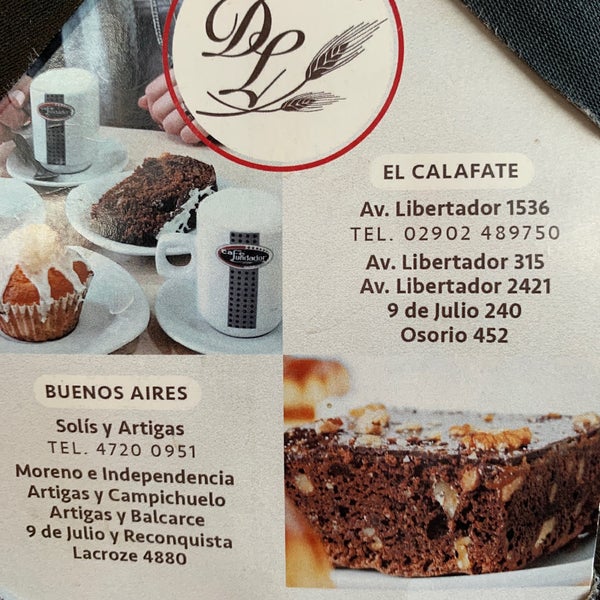 DL
EL CALAFATE
Av. Libertador 1536
TEL. 02902 489750
Av. Libertador 315
Av. Libertador 2421
9 de Julio 240
Osorio 452
café
fundador
BUENOS AIRES
Solís y Artigas
TEL. 4720 0951
Moreno e Independencia
Artigas y Campichuelo
Artigas y Balcarce
9 de Julio y Reconquista
Lacroze 4880